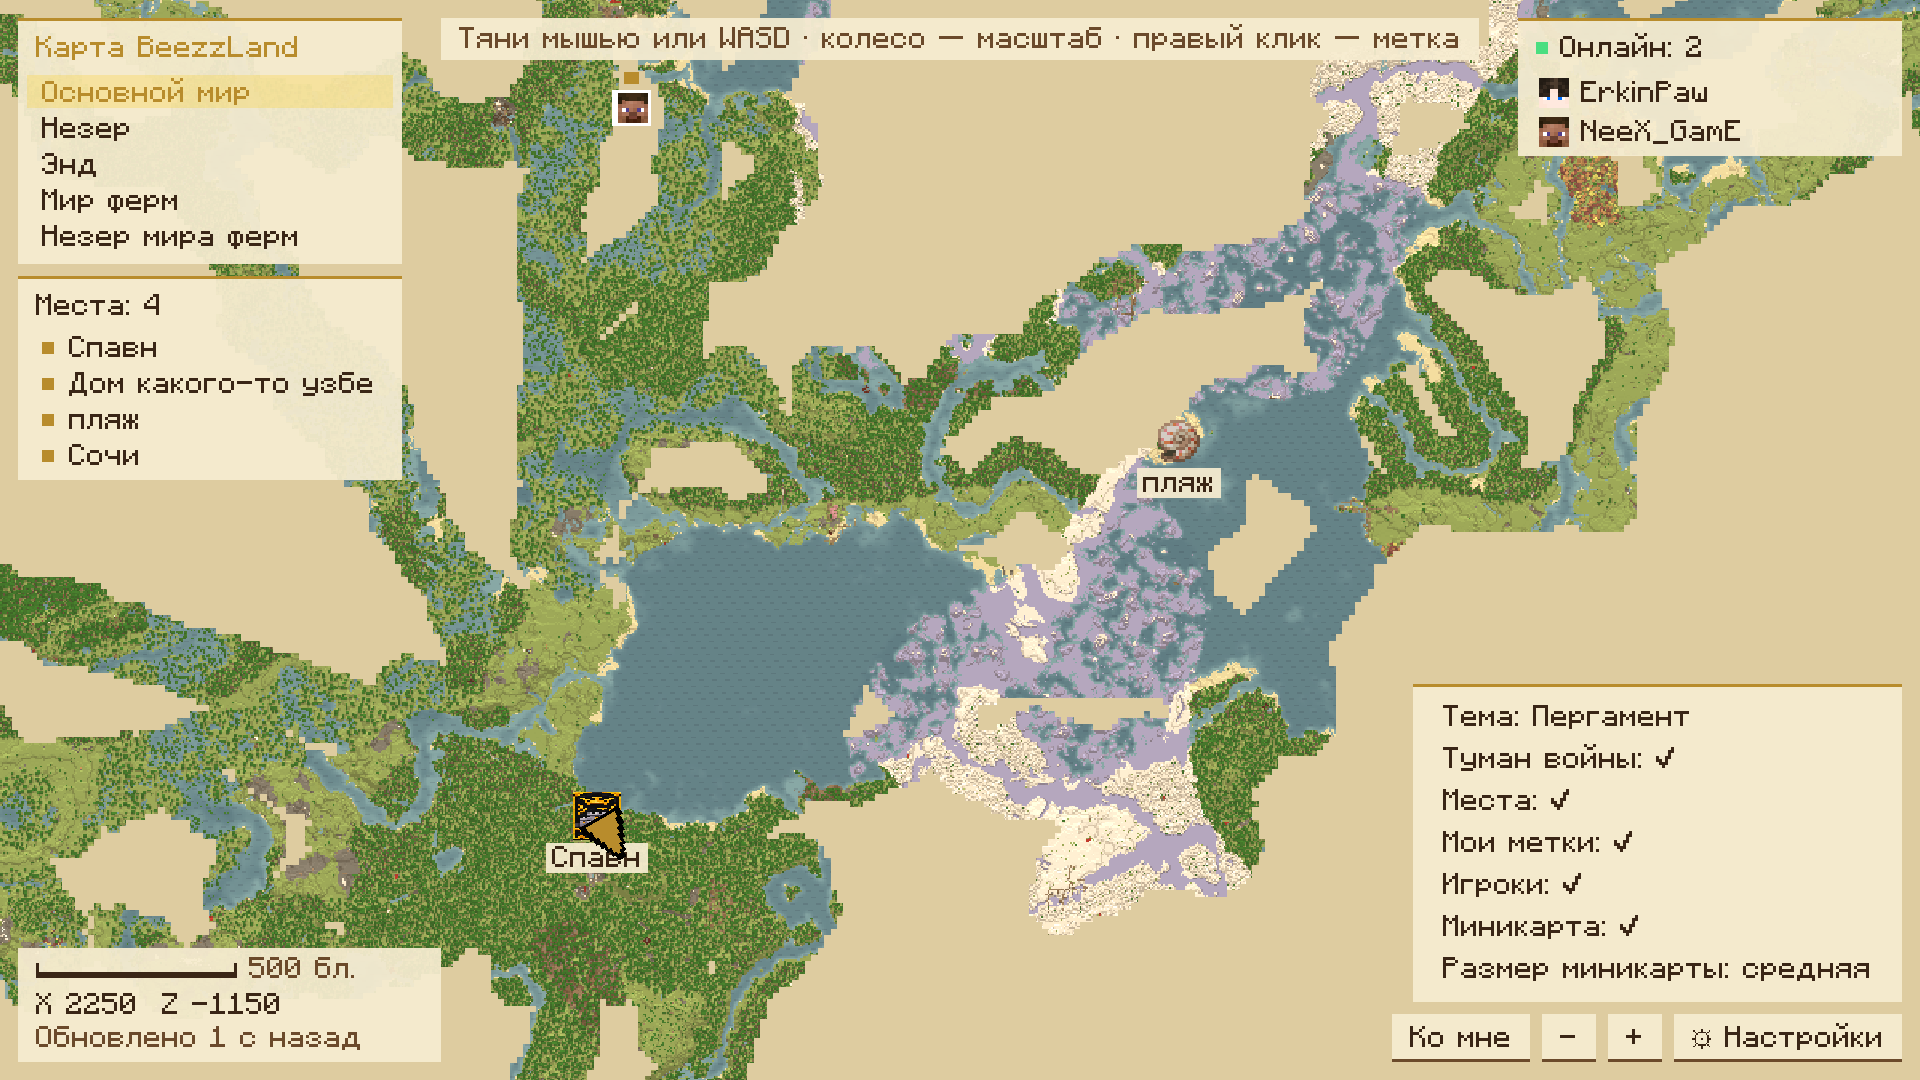 Карта BeezzLand
Основной мир
Незер
Энд
Мир ферм
Незер мира ферм
Места: 4
Спавн
Дом какого-то узбе
пляж
Сочи
Тяни мышью или WASD · колесо — масштаб · правый клик — метка
Онлайн: 2
ErkinPaw
NeeX_GamE
пляж
Спавн
500 бл.
X 2250 Z -1150
Обновлено 1 с назад
Тема: Пергамент
Туман войны: ✓
Места: ✓
Мои метки: ✓
Игроки: ✓
Миникарта: ✓
Размер миникарты: средняя
Ко мне
−
+
Настройки